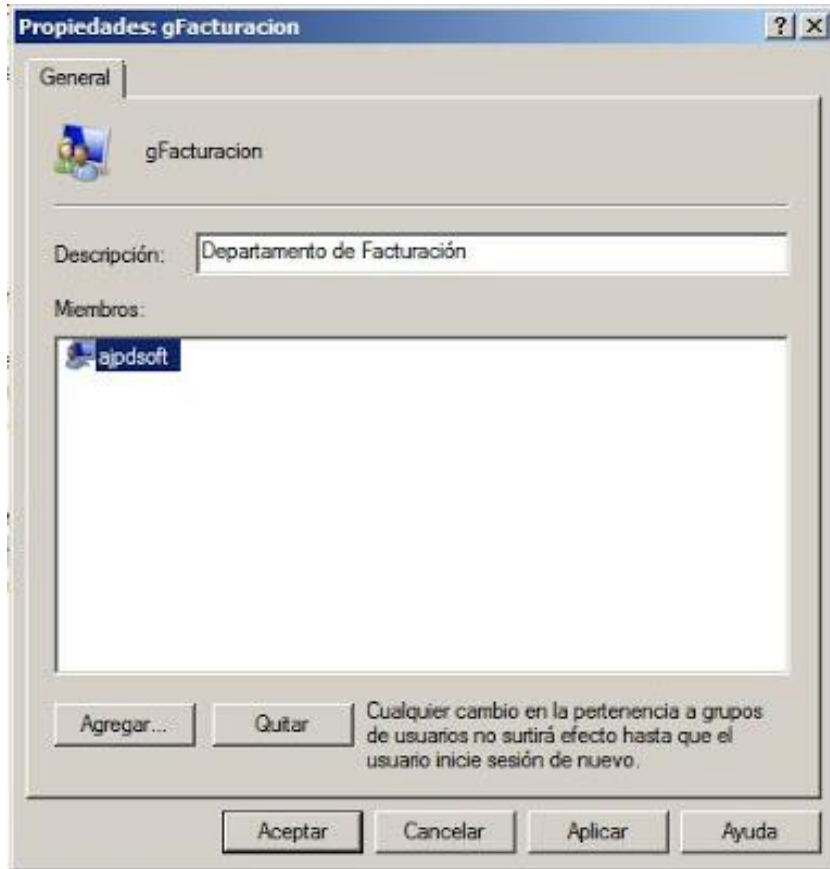 Propiedades: gFacturacion
General
gFacturacion
Descripción: Departamento de Facturación
Miembros:
ajpdsoft
Agregar... Quitar Cualquier cambio en la pertenencia a grupos
de usuarios no surtirá efecto hasta que el
usuario inicie sesión de nuevo.
Aceptar Cancelar Aplicar Ayuda